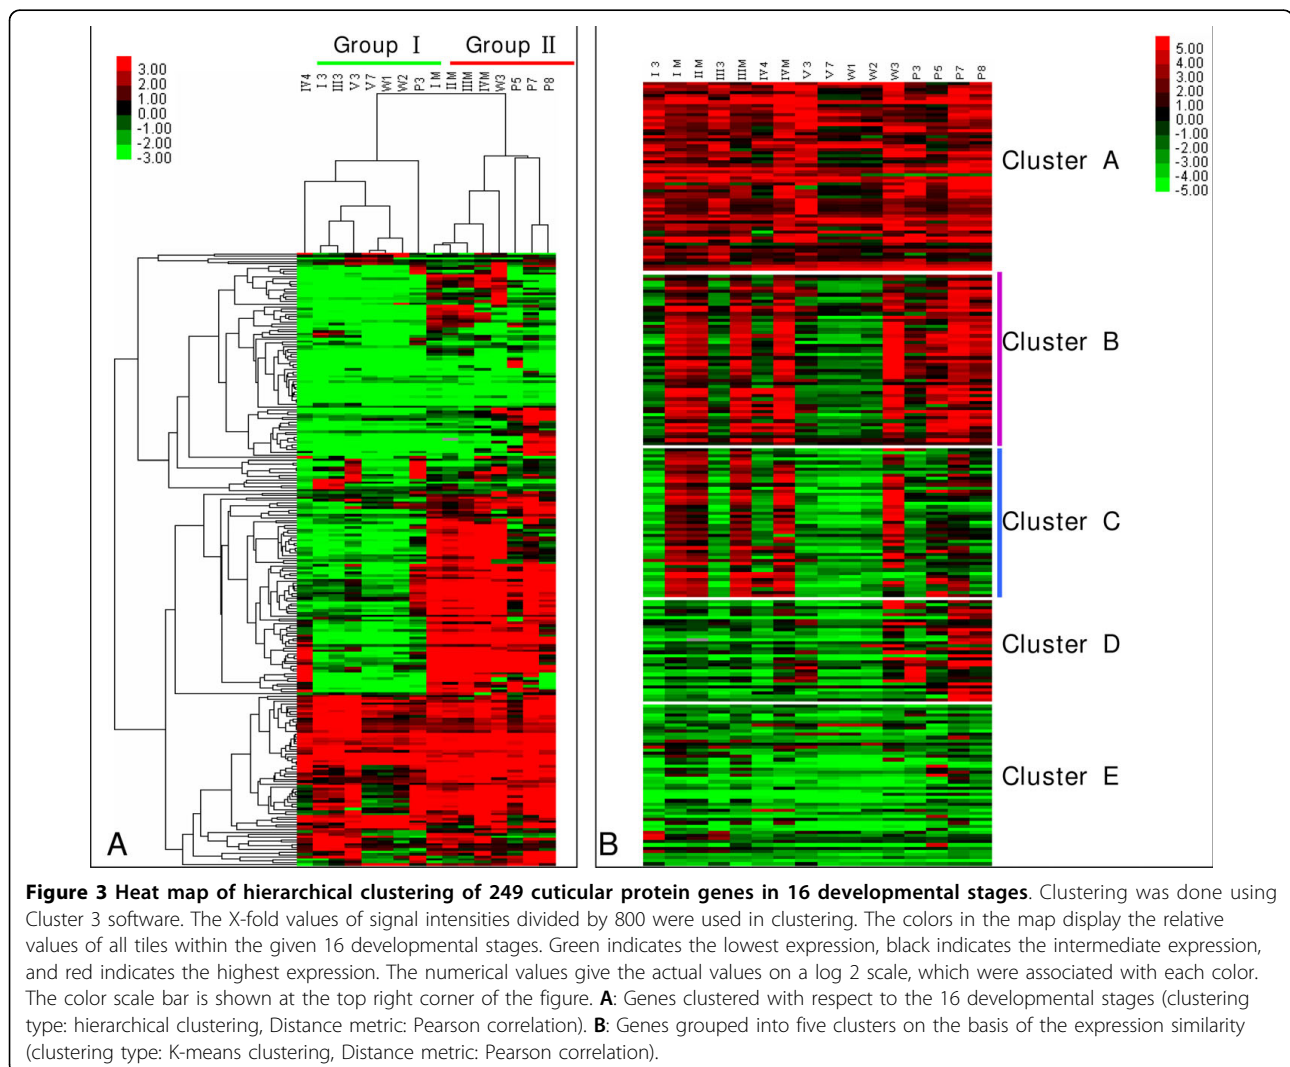 Group I Group II
IV4 I 3 III3 V3 V7 W1 W2 P3 I M II M IIIM IVM W3 P5 P7 P8
3.00
2.00
1.00
0.00
-1.00
-2.00
-3.00
A
I 3 I M II M III3 IIIM IV4 IVM V3 V7 W1 W2 W3 P3 P5 P7 P8
5.00
4.00
3.00
2.00
1.00
0.00
-1.00
-2.00
-3.00
-4.00
-5.00
Cluster A
Cluster B
Cluster C
Cluster D
Cluster E
B
Figure 3 Heat map of hierarchical clustering of 249 cuticular protein genes in 16 developmental stages. Clustering was done using
Cluster 3 software. The X-fold values of signal intensities divided by 800 were used in clustering. The colors in the map display the relative
values of all tiles within the given 16 developmental stages. Green indicates the lowest expression, black indicates the intermediate expression,
and red indicates the highest expression. The numerical values give the actual values on a log 2 scale, which were associated with each color.
The color scale bar is shown at the top right corner of the figure. A: Genes clustered with respect to the 16 developmental stages (clustering
type: hierarchical clustering, Distance metric: Pearson correlation). B: Genes grouped into five clusters on the basis of the expression similarity
(clustering type: K-means clustering, Distance metric: Pearson correlation).